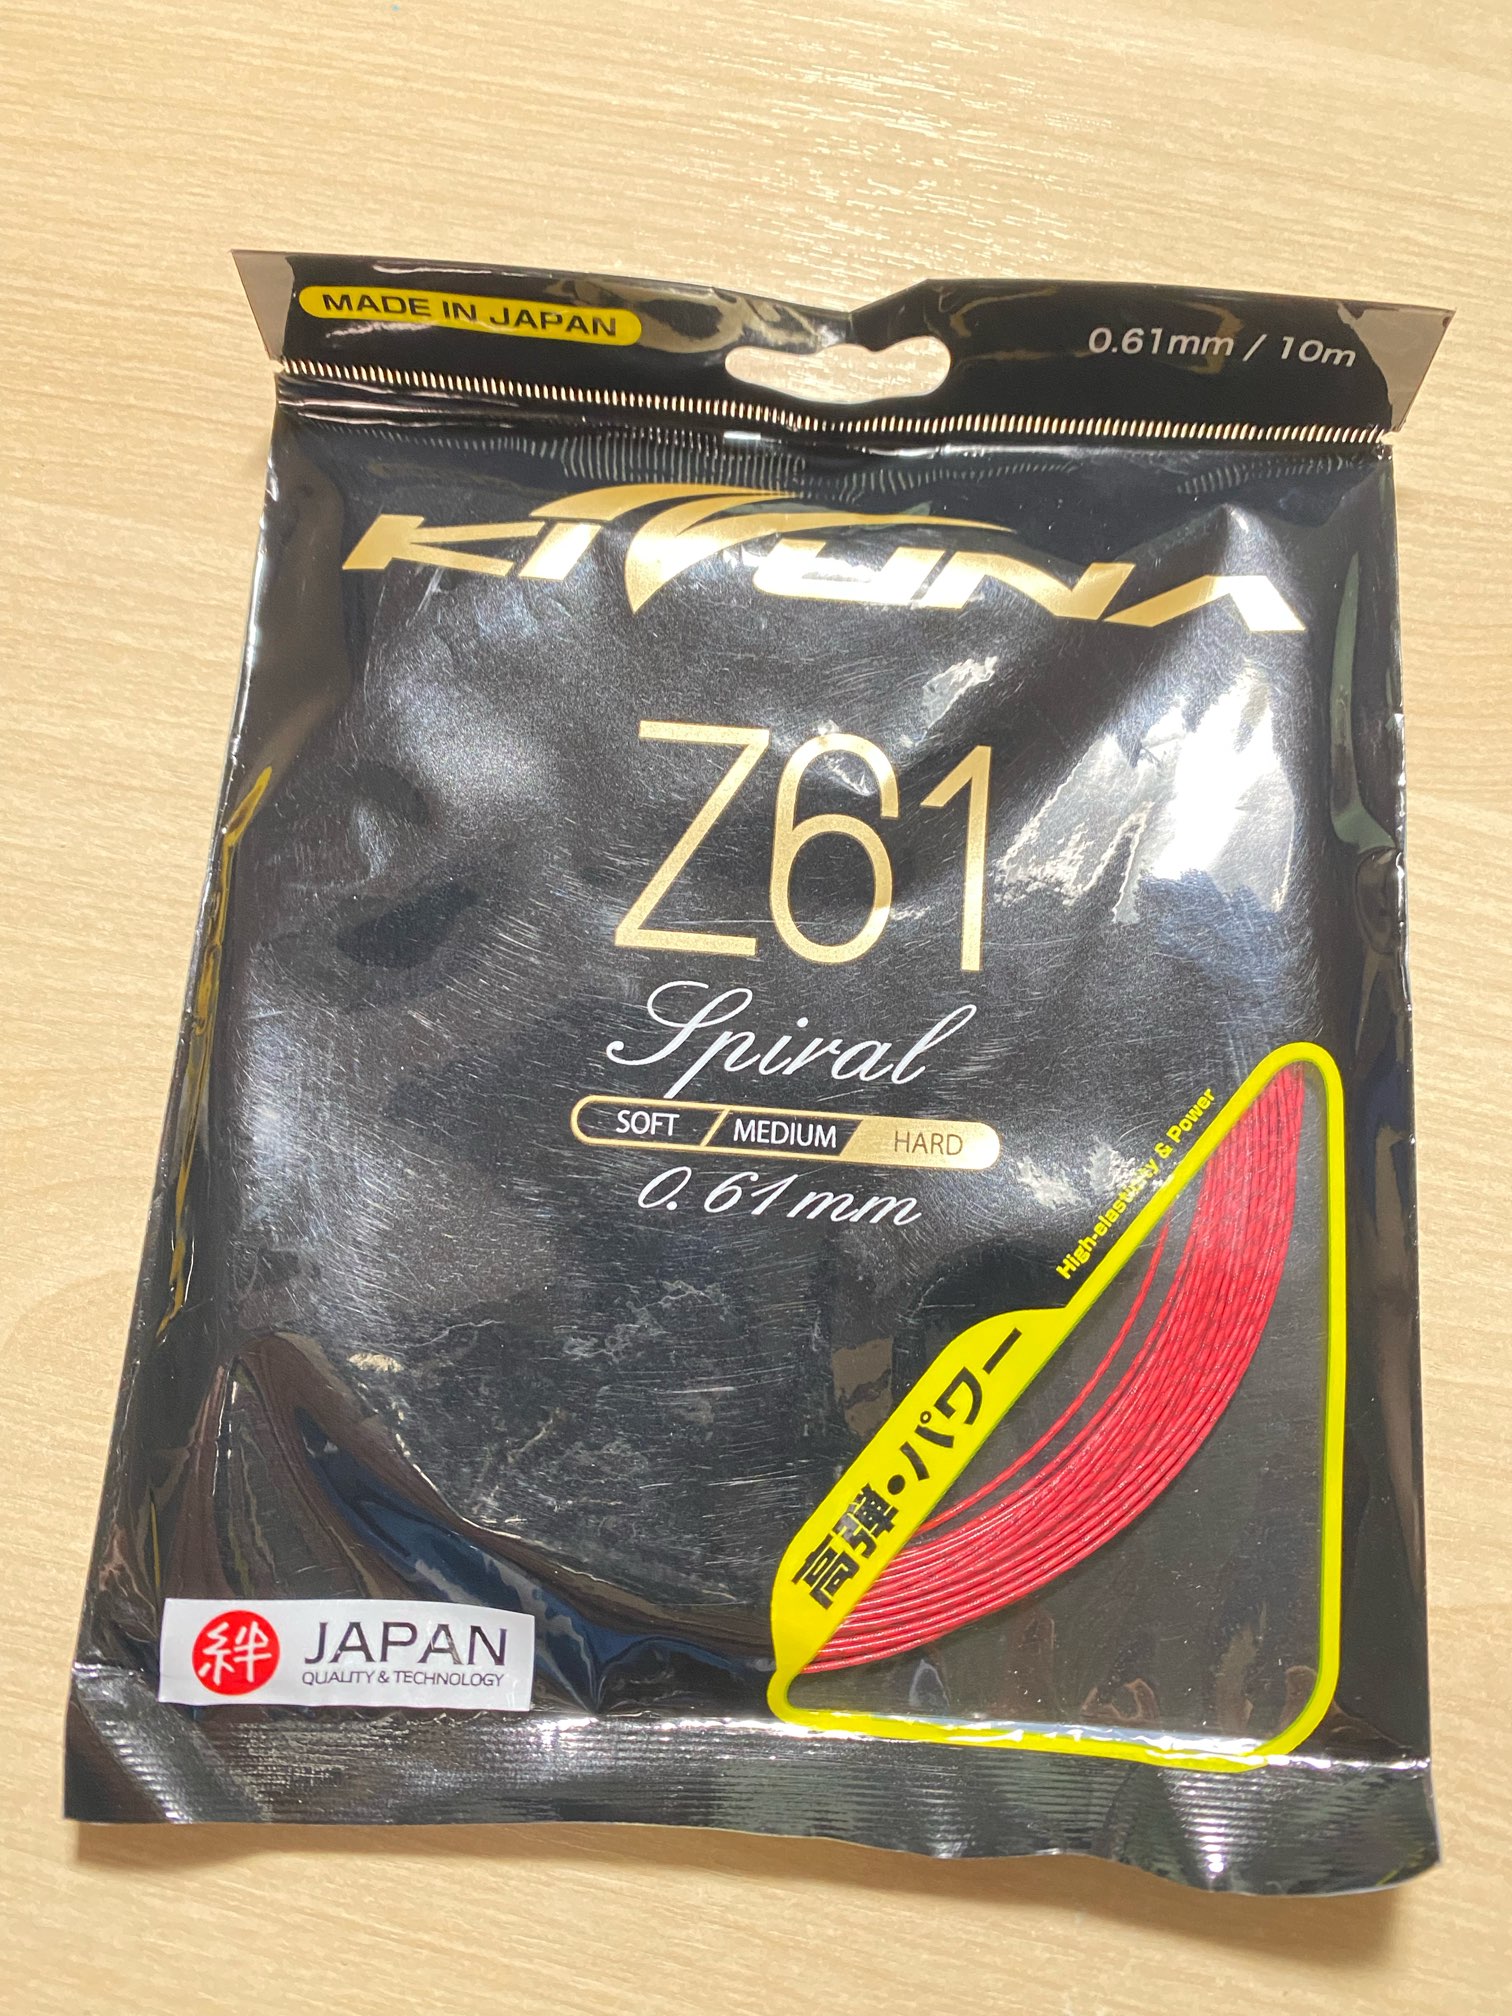 MADE IN JAPAN
0.61mm / 10m
KIZUNA
Z61
Spiral
SOFT / MEDIUM HARD
0.61mm
High-elasticity & Power
高弾・パワー
絆 JAPAN
QUALITY & TECHNOLOGY